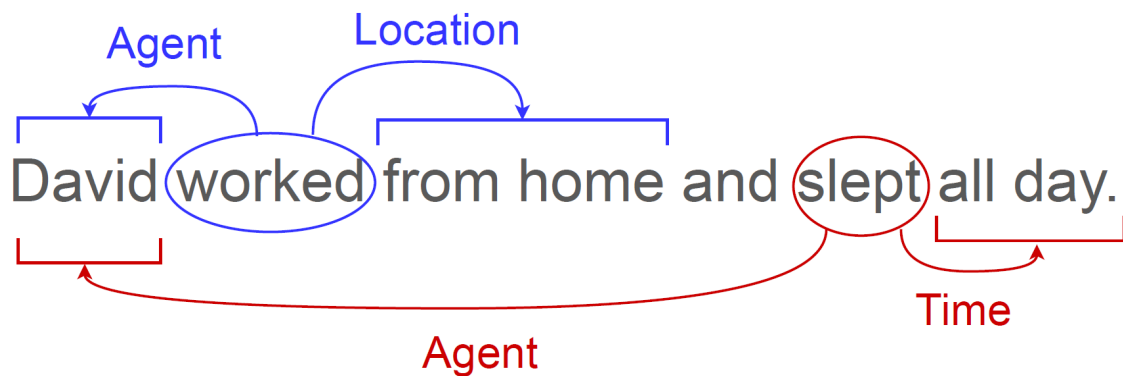 Agent
Location
David worked from home and slept all day.
Time
Agent